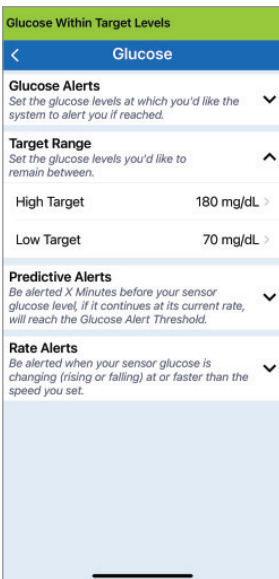 Glucose Within Target Levels
Glucose
Glucose Alerts
Set the glucose levels at which you'd like the
system to alert you if reached.
Target Range
Set the glucose levels you'd like to
remain between.
High Target 180 mg/dL
Low Target 70 mg/dL
Predictive Alerts
Be alerted X Minutes before your sensor
glucose level, if it continues at its current rate,
will reach the Glucose Alert Threshold.
Rate Alerts
Be alerted when your sensor glucose is
changing (rising or falling) at or faster than the
speed you set.